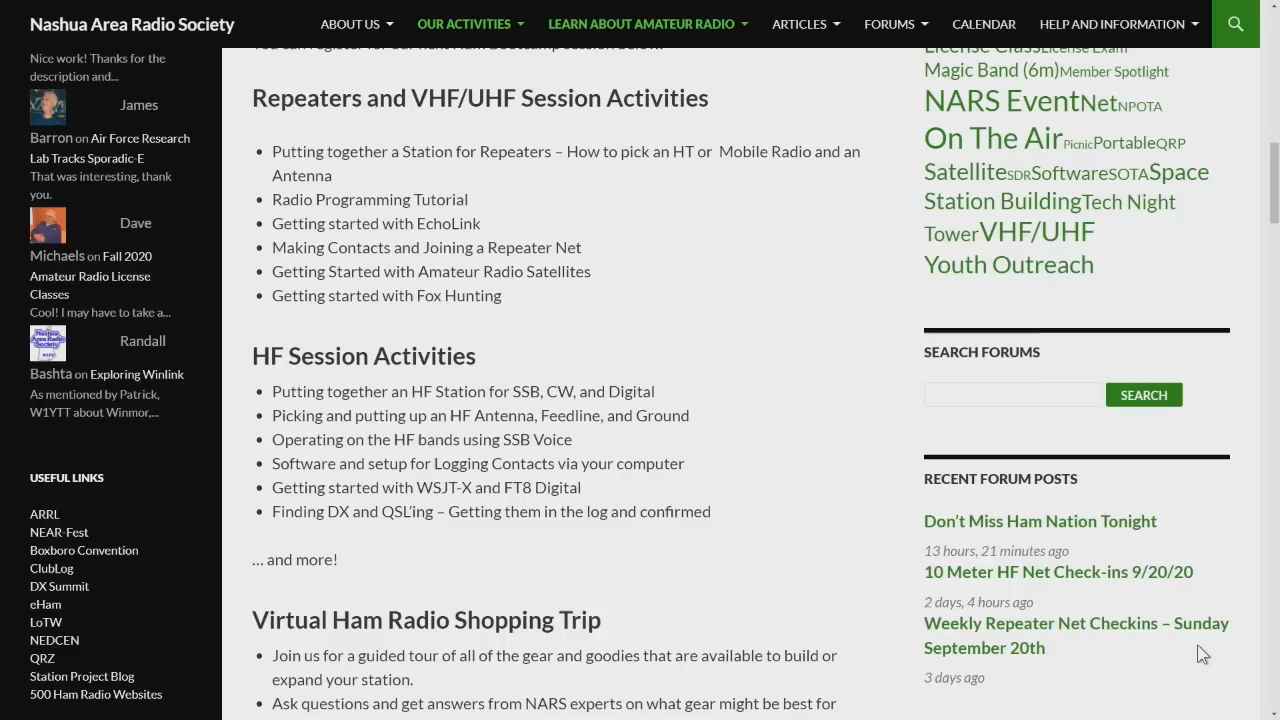 Nashua Area Radio Society
ABOUT US
OUR ACTIVITIES
LEARN ABOUT AMATEUR RADIO
ARTICLES
FORUMS
CALENDAR
HELP AND INFORMATION
Nice work! Thanks for the
description and...
James
Barron on Air Force Research
Lab Tracks Sporadic-E
That was interesting, thank
you.
Dave
Michaels on Fall 2020
Amateur Radio License
Classes
Cool! I may have to take a...
Randall
Bashta on Exploring Winlink
As mentioned by Patrick,
W1YTT about Winmor,...
USEFUL LINKS
ARRL
NEAR-Fest
Boxboro Convention
ClubLog
DX Summit
eHam
LoTW
NEDCEN
QRZ
Station Project Blog
500 Ham Radio Websites
Repeaters and VHF/UHF Session Activities
• Putting together a Station for Repeaters – How to pick an HT or Mobile Radio and an
Antenna
• Radio Programming Tutorial
• Getting started with EchoLink
• Making Contacts and Joining a Repeater Net
• Getting Started with Amateur Radio Satellites
• Getting started with Fox Hunting
HF Session Activities
• Putting together an HF Station for SSB, CW, and Digital
• Picking and putting up an HF Antenna, Feedline, and Ground
• Operating on the HF bands using SSB Voice
• Software and setup for Logging Contacts via your computer
• Getting started with WSJT-X and FT8 Digital
• Finding DX and QSL'ing – Getting them in the log and confirmed
... and more!
Virtual Ham Radio Shopping Trip
• Join us for a guided tour of all of the gear and goodies that are available to build or
expand your station.
• Ask questions and get answers from NARS experts on what gear might be best for
License Class License Exam
Magic Band (6m) Member Spotlight
NARS Event Net NPOTA
On The Air Picnic Portable QRP
Satellite SDR Software SOTA Space
Station Building Tech Night
Tower VHF/UHF
Youth Outreach
SEARCH FORUMS
SEARCH
RECENT FORUM POSTS
Don't Miss Ham Nation Tonight
13 hours, 21 minutes ago
10 Meter HF Net Check-ins 9/20/20
2 days, 4 hours ago
Weekly Repeater Net Checkins – Sunday
September 20th
3 days ago